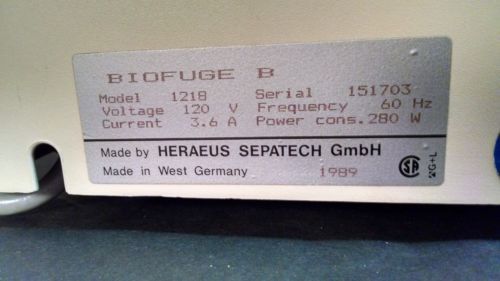 BIOFUGE B
Model 1218 Serial 151703
Voltage 120 V Frequency 60 Hz
Current 3.6 A Power cons. 280 W
Made by HERAEUS SEPATECH GmbH
Made in West Germany 1989
SA
G+L